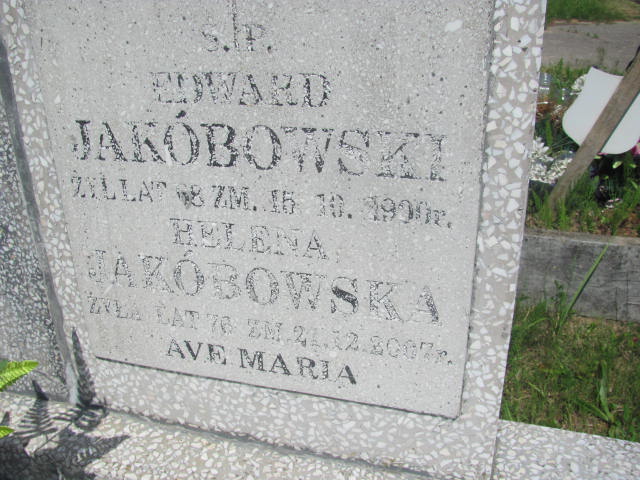 Ś.P.
EDWARD
JAKÓBOWSKI
ŻYŁ LAT 68 ZM. 15 10. 1990r.
HELENA
JAKÓBOWSKA
ŻYŁA LAT 76 ZM. 21.12.2007r.
AVE MARIA